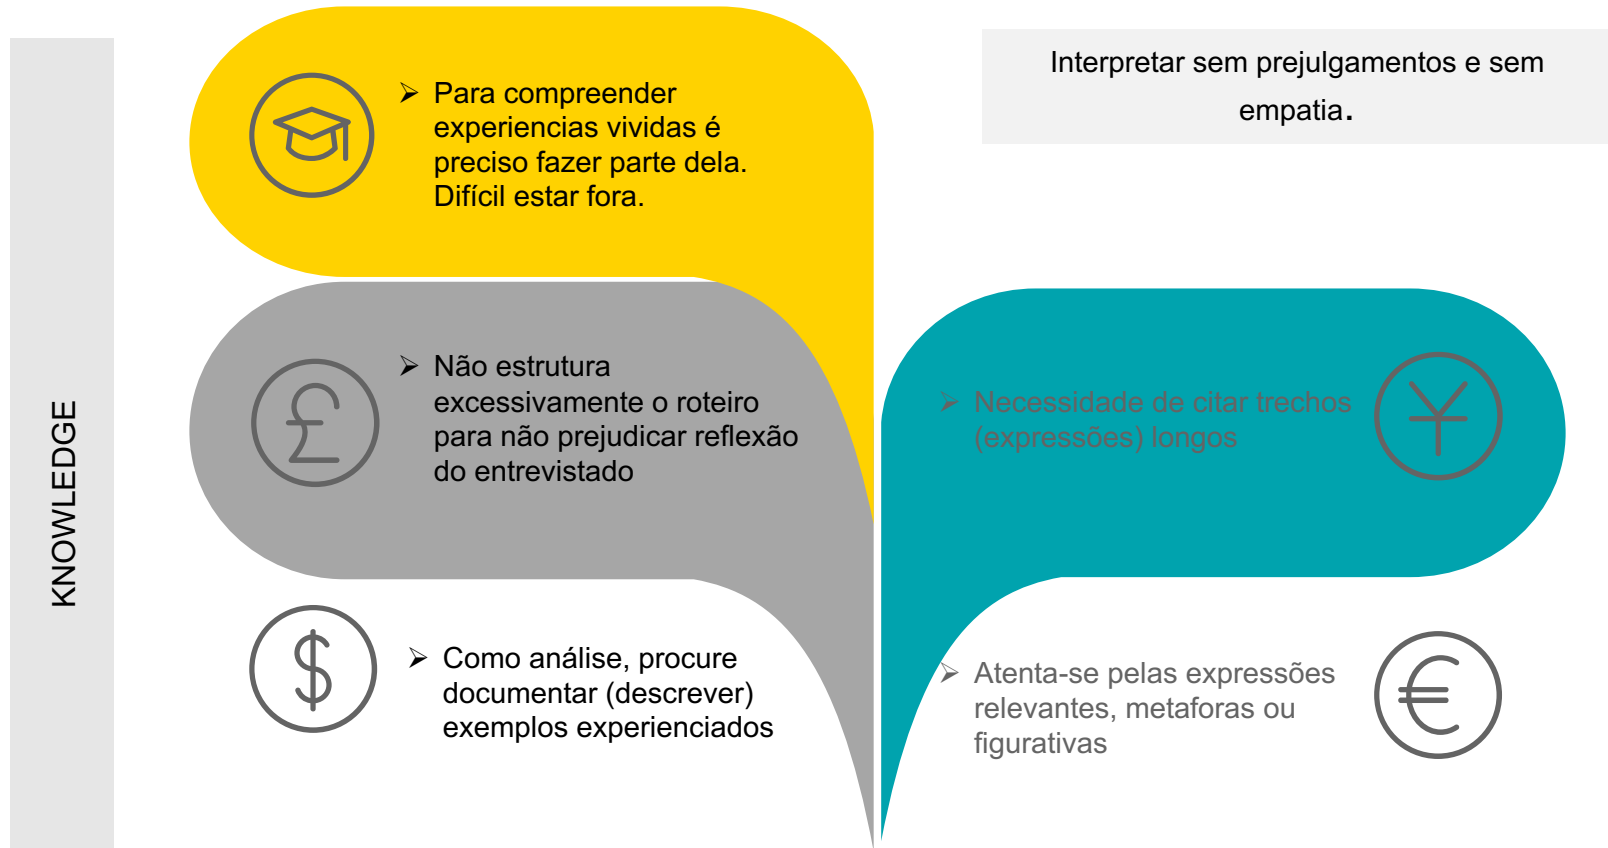 KNOWLEDGE
➢ Para compreender
experiencias vividas é
preciso fazer parte dela.
Difícil estar fora.
➢ Não estrutura
excessivamente o roteiro
para não prejudicar reflexão
do entrevistado
➢ Como análise, procure
documentar (descrever)
exemplos experienciados
Interpretar sem prejulgamentos e sem
empatia.
➢ Necessidade de citar trechos
(expressões) longos
➢ Atenta-se pelas expressões
relevantes, metaforas ou
figurativas